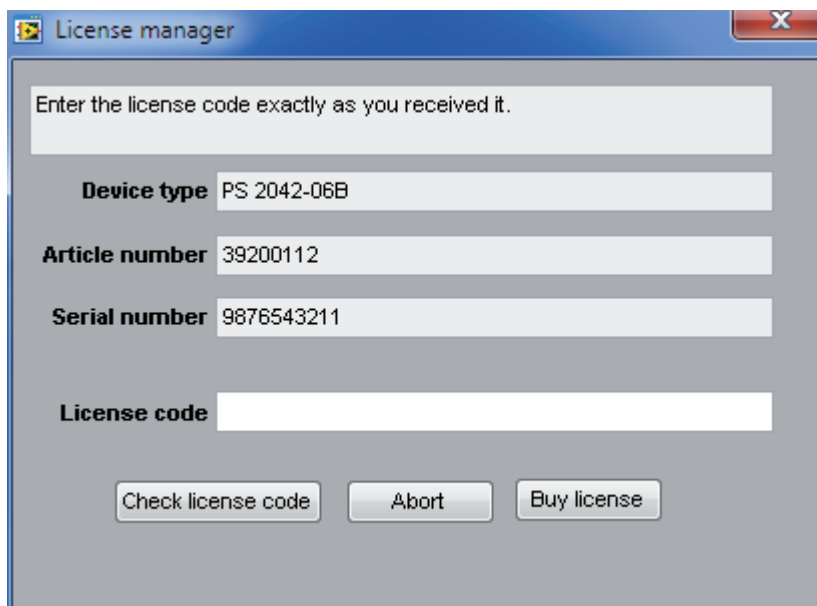 License manager
Enter the license code exactly as you received it.
Device type PS 2042-06B
Article number 39200112
Serial number 9876543211
License code
Check license code Abort Buy license